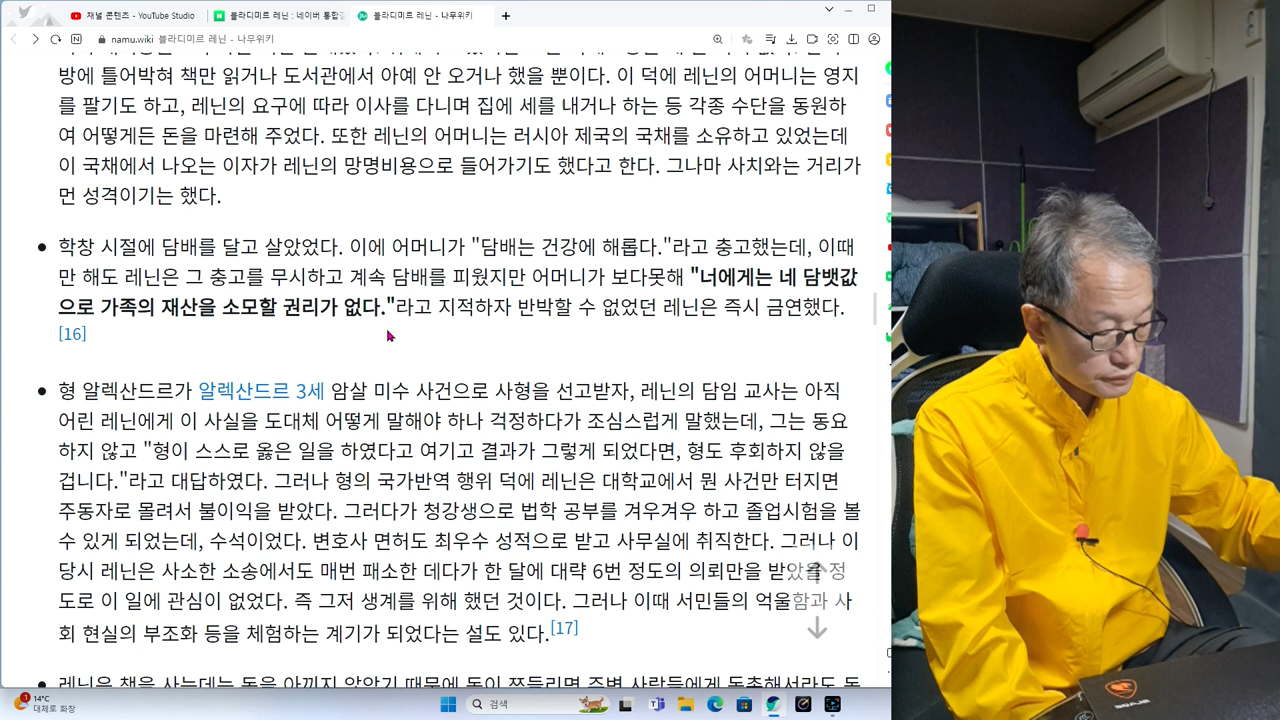 채널 콘텐츠 - YouTube Studio
블라디미르 레닌 : 네이버 통합검
블라디미르 레닌 - 나무위키
namu.wiki 블라디미르 레닌 - 나무위키
방에 틀어박혀 책만 읽거나 도서관에서 아예 안 오거나 했을 뿐이다. 이 덕에 레닌의 어머니는 영지
를 팔기도 하고, 레닌의 요구에 따라 이사를 다니며 집에 세를 내거나 하는 등 각종 수단을 동원하
여 어떻게든 돈을 마련해 주었다. 또한 레닌의 어머니는 러시아 제국의 국채를 소유하고 있었는데
이 국채에서 나오는 이자가 레닌의 망명비용으로 들어가기도 했다고 한다. 그나마 사치와는 거리가
먼 성격이기는 했다.
학창 시절에 담배를 달고 살았었다. 이에 어머니가 "담배는 건강에 해롭다."라고 충고했는데, 이때
만 해도 레닌은 그 충고를 무시하고 계속 담배를 피웠지만 어머니가 보다못해 "너에게는 네 담뱃값
으로 가족의 재산을 소모할 권리가 없다."라고 지적하자 반박할 수 없었던 레닌은 즉시 금연했다.
[16]
형 알렉산드르가 알렉산드르 3세 암살 미수 사건으로 사형을 선고받자, 레닌의 담임 교사는 아직
어린 레닌에게 이 사실을 도대체 어떻게 말해야 하나 걱정하다가 조심스럽게 말했는데, 그는 동요
하지 않고 "형이 스스로 옳은 일을 하였다고 여기고 결과가 그렇게 되었다면, 형도 후회하지 않을
겁니다."라고 대답하였다. 그러나 형의 국가반역 행위 덕에 레닌은 대학교에서 뭔 사건만 터지면
주동자로 몰려서 불이익을 받았다. 그러다가 청강생으로 법학 공부를 겨우겨우 하고 졸업시험을 볼
수 있게 되었는데, 수석이었다. 변호사 면허도 최우수 성적으로 받고 사무실에 취직한다. 그러나 이
당시 레닌은 사소한 소송에서도 매번 패소한 데다가 한 달에 대략 6번 정도의 의뢰만을 받았을 정
도로 이 일에 관심이 없었다. 즉 그저 생계를 위해 했던 것이다. 그러나 이때 서민들의 억울함과 사
회 현실의 부조화 등을 체험하는 계기가 되었다는 설도 있다.[17]
레닌은 책을 사는데는 돈을 아끼지 않았기 때문에 돈이
14°C
대체로 화창
검색